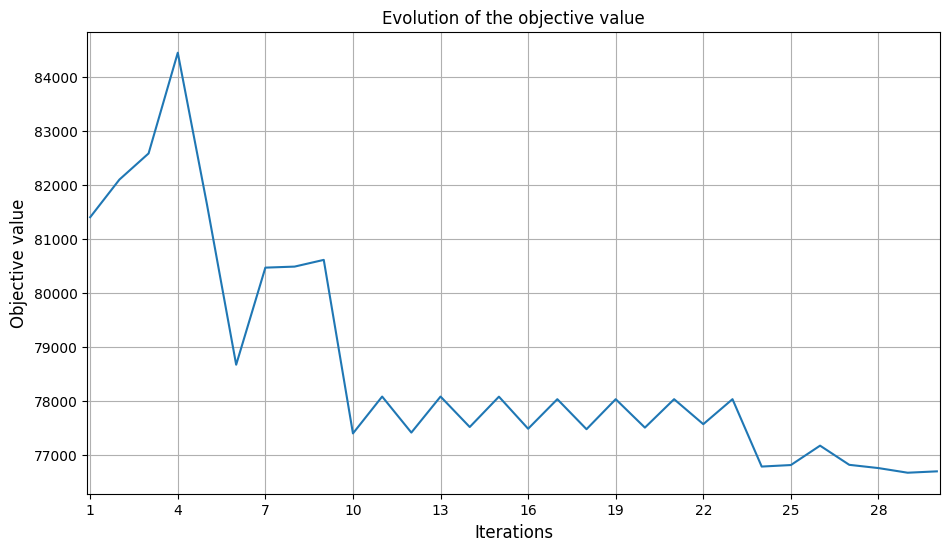 Evolution of the objective value
84000
83000
82000
81000
80000
79000
78000
77000
Objective value
1 4 7 10 13 16 19 22 25 28
Iterations